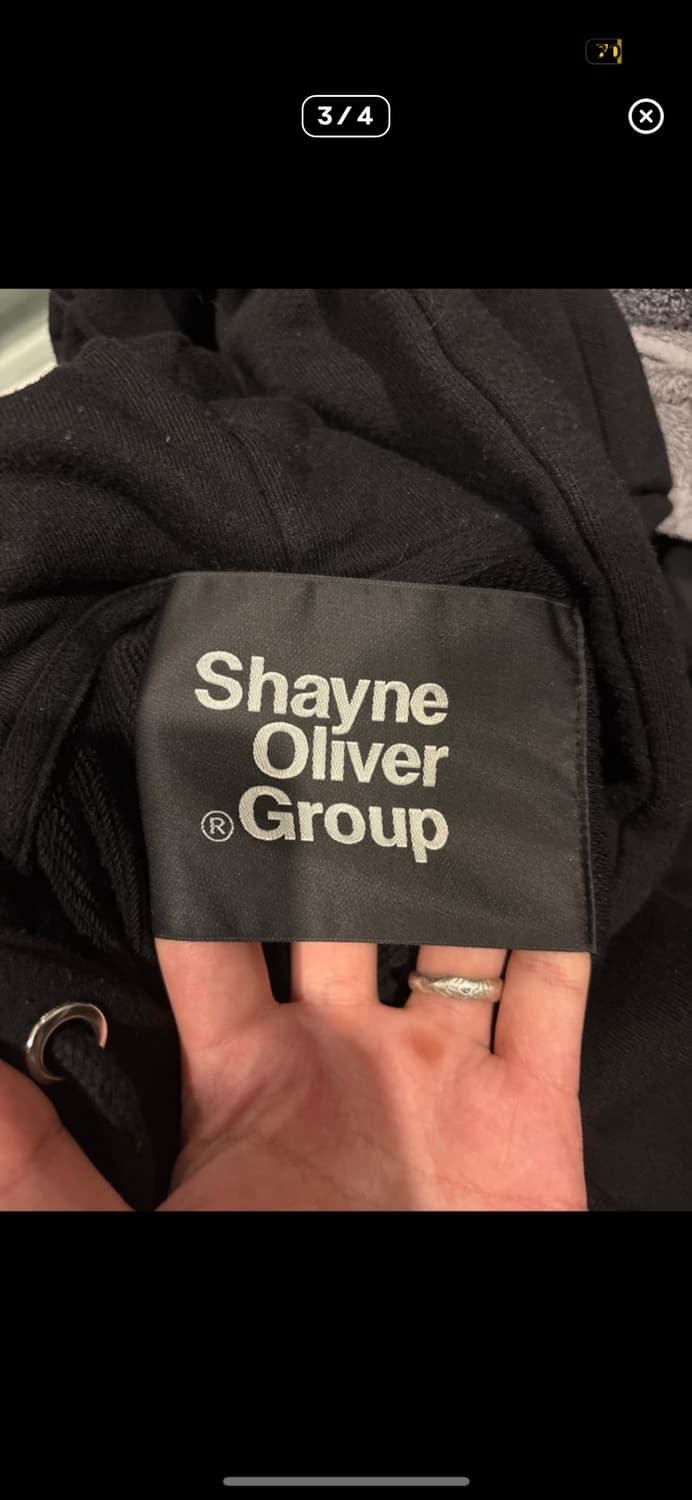 3/4
Shayne
Oliver
® Group